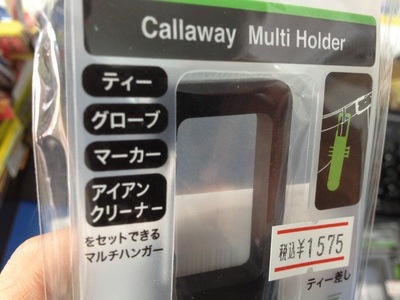 Callaway Multi Holder
ティー
グローブ
マーカー
アイアン
クリーナー
をセットできる
マルチハンガー
税込¥1575
ティー差し